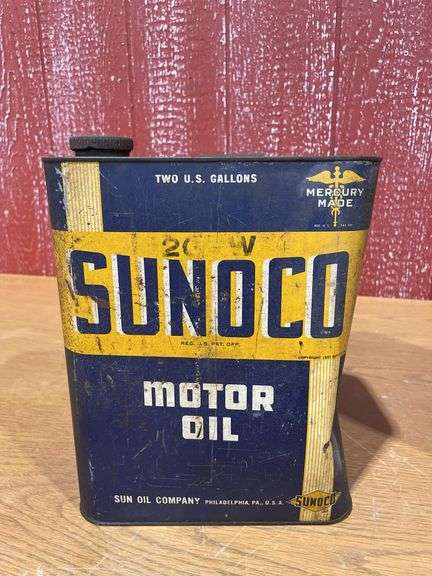 TWO U.S. GALLONS
MERCURY
MADE
SUNOCO
REG. U.S. PAT. OFF.
MOTOR
OIL
SUN OIL COMPANY PHILADELPHIA, PA., U.S.A.
SUNOCO